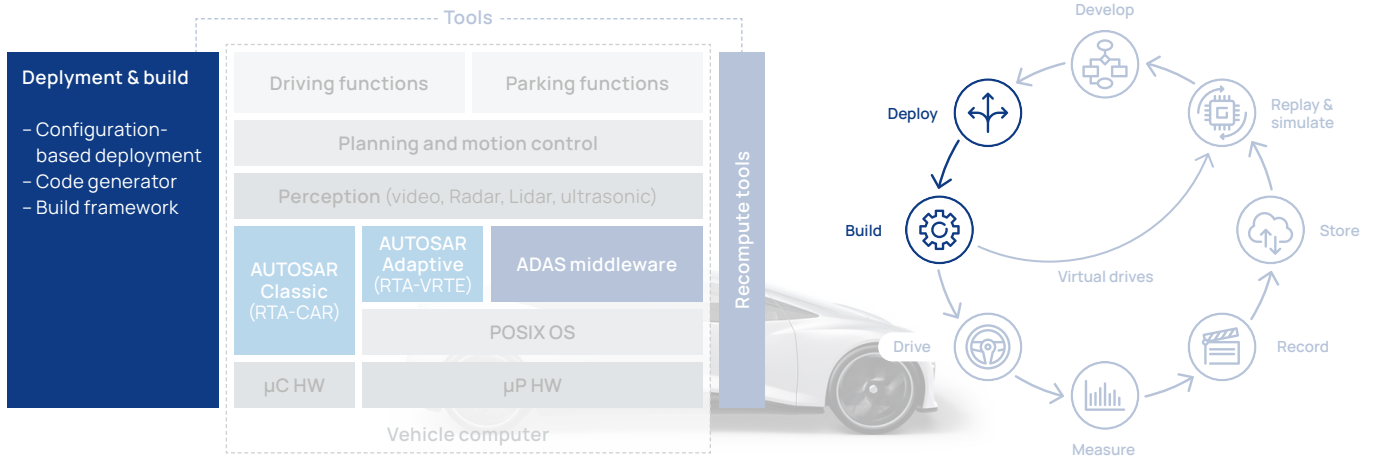 Tools
Deplyment & build
– Configuration-
based deployment
– Code generator
– Build framework
Driving functions
Parking functions
Planning and motion control
Perception (video, Radar, Lidar, ultrasonic)
AUTOSAR
Classic
(RTA-CAR)
AUTOSAR
Adaptive
(RTA-VRTE)
ADAS middleware
POSIX OS
µC HW
µP HW
Vehicle computer
Recompute tools
Develop
Deploy
Replay &
simulate
Build
Store
Virtual drives
Drive
Record
Measure